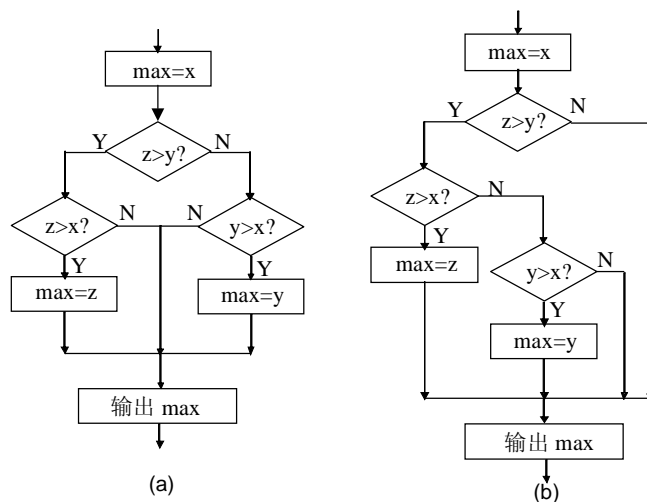 max=x
Y
N
z>y?
z>x?
N
N
y>x?
Y
Y
max=z
max=y
输出 max
(a)
max=x
Y
N
z>y?
z>x?
N
Y
max=z
y>x?
N
Y
max=y
输出 max
(b)